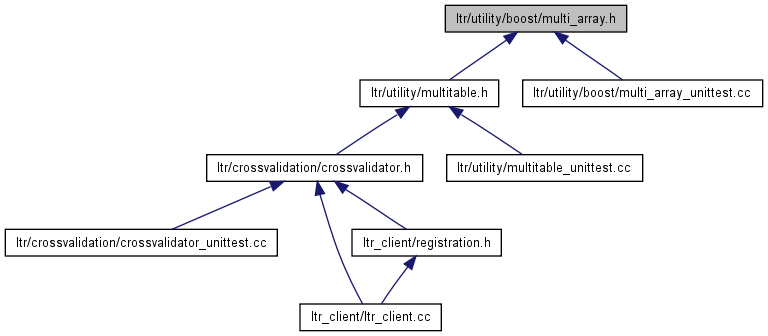 ltr/utility/boost/multi_array.h
ltr/utility/multitable.h
ltr/utility/boost/multi_array_unittest.cc
ltr/crossvalidation/crossvalidator.h
ltr/utility/multitable_unittest.cc
ltr/crossvalidation/crossvalidator_unittest.cc
ltr_client/registration.h
ltr_client/ltr_client.cc